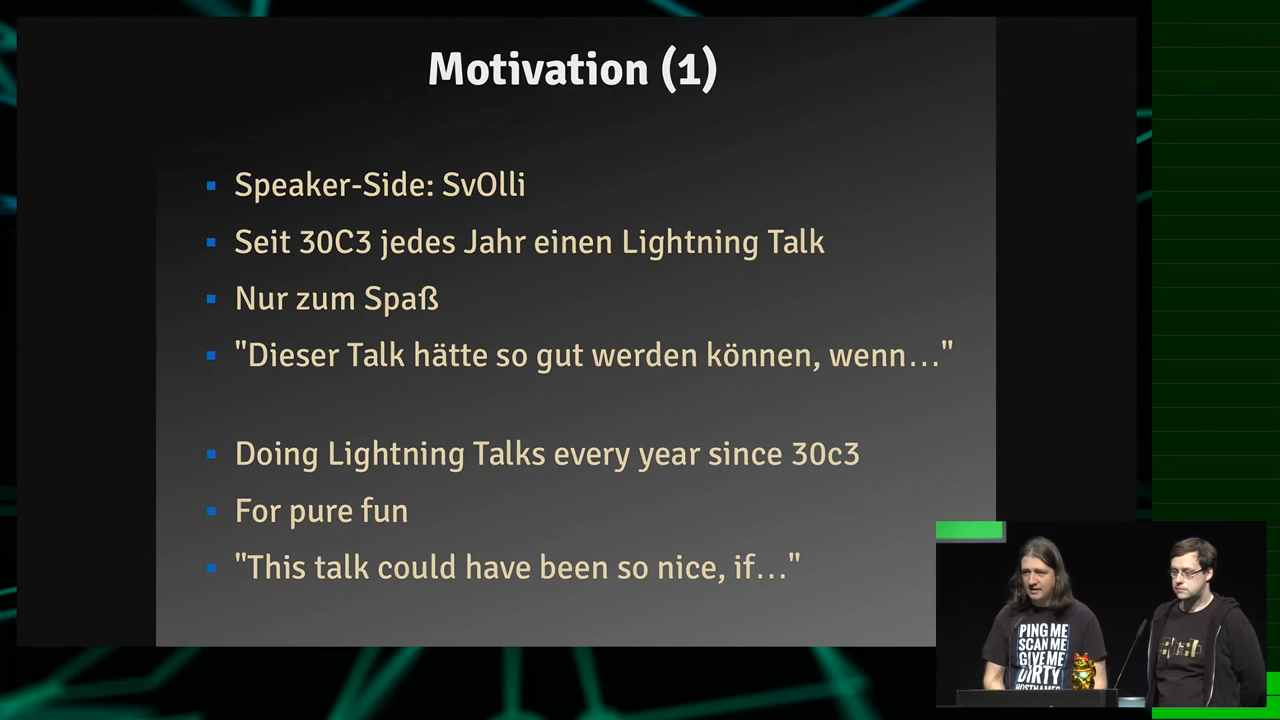 Motivation (1)
Speaker-Side: SvOlli
Seit 30C3 jedes Jahr einen Lightning Talk
Nur zum Spaß
"Dieser Talk hätte so gut werden können, wenn…"
Doing Lightning Talks every year since 30c3
For pure fun
"This talk could have been so nice, if…"
PING ME
SCAN ME
GIVE ME
DIRTY
HOSTNAMES